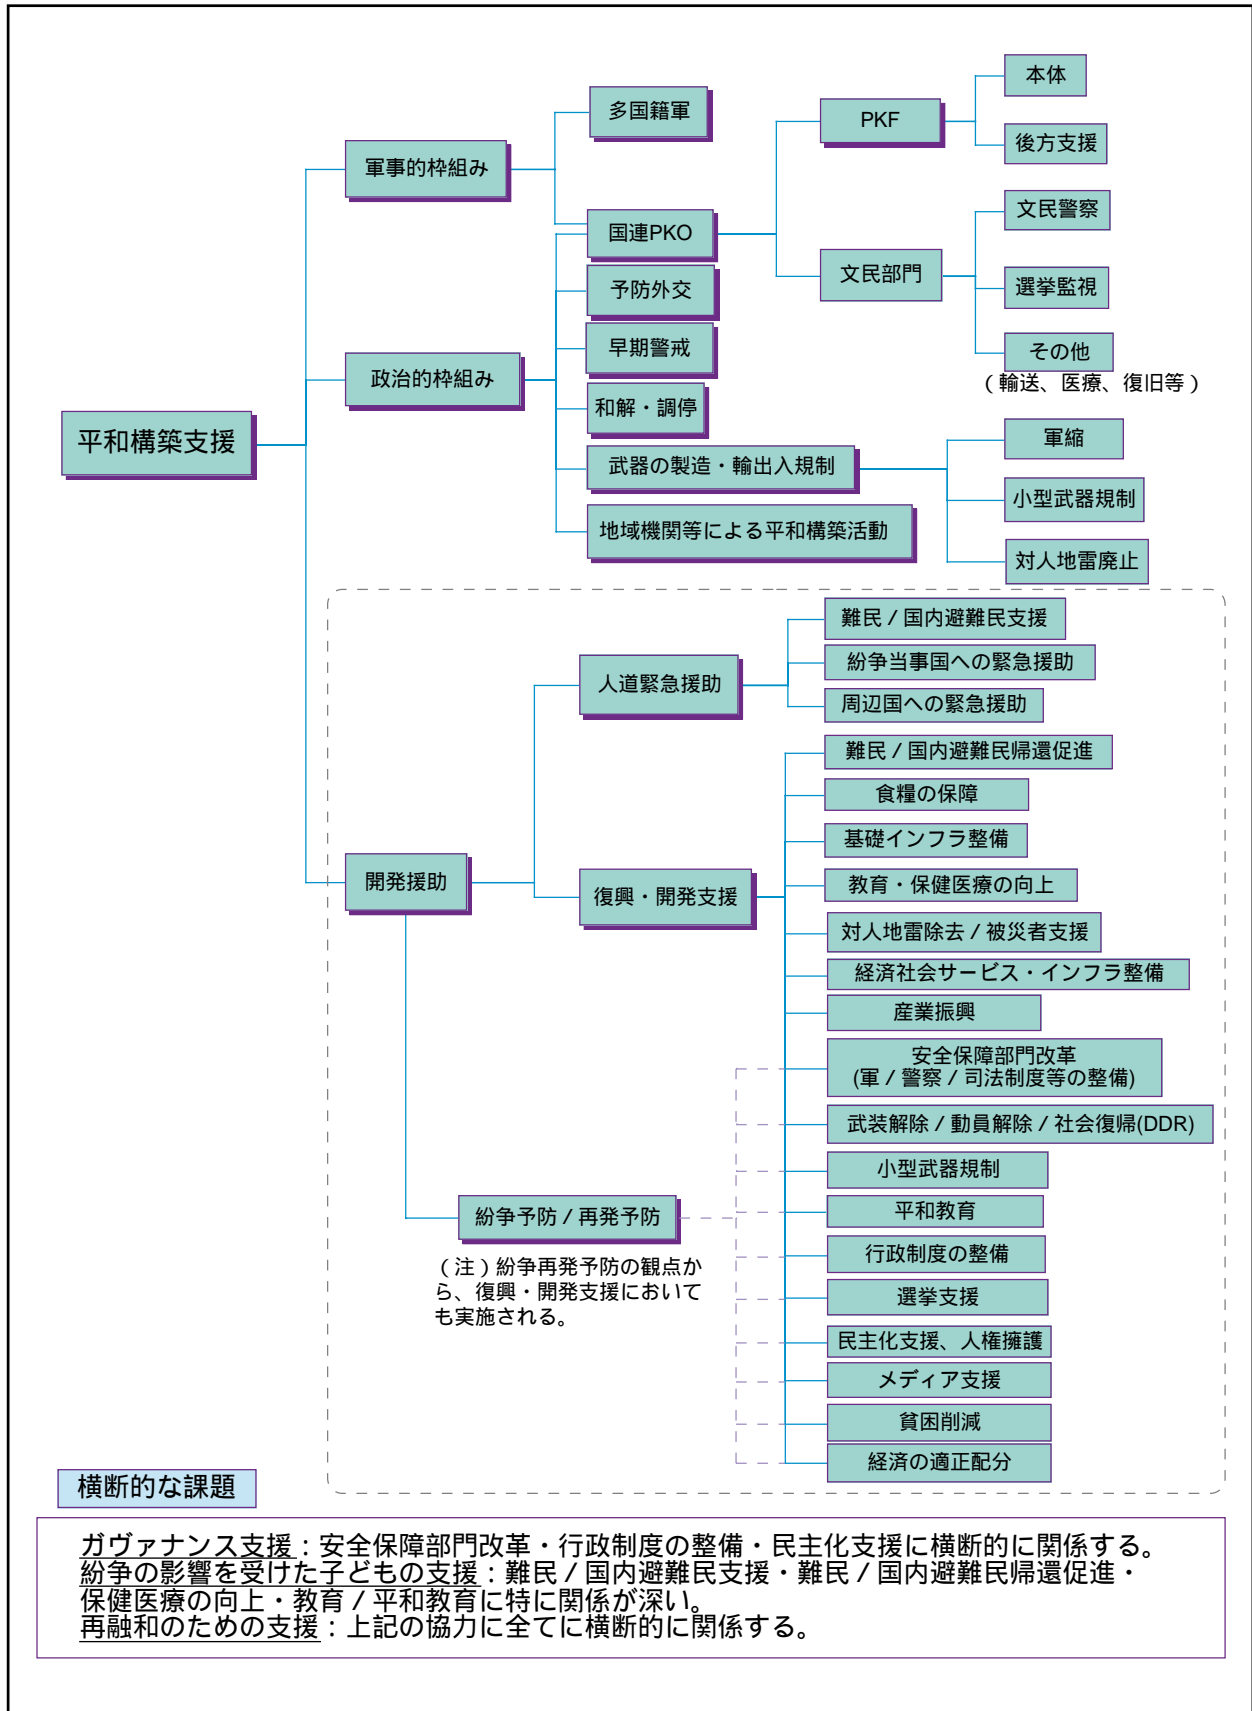 平和構築支援
軍事的枠組み
多国籍軍
国連PKO
PKF
本体
後方支援
文民部門
文民警察
選挙監視
その他
（輸送、医療、復旧等）
政治的枠組み
予防外交
早期警戒
和解・調停
武器の製造・輸出入規制
軍縮
小型武器規制
対人地雷廃止
地域機関等による平和構築活動
開発援助
人道緊急援助
難民 / 国内避難民支援
紛争当事国への緊急援助
周辺国への緊急援助
復興・開発支援
難民 / 国内避難民帰還促進
食糧の保障
基礎インフラ整備
教育・保健医療の向上
対人地雷除去 / 被災者支援
経済社会サービス・インフラ整備
産業振興
安全保障部門改革
(軍 / 警察 / 司法制度等の整備)
武装解除 / 動員解除 / 社会復帰(DDR)
小型武器規制
平和教育
行政制度の整備
選挙支援
民主化支援、人権擁護
メディア支援
貧困削減
経済の適正配分
紛争予防 / 再発予防
（注）紛争再発予防の観点か
ら、復興・開発支援において
も実施される。
横断的な課題
ガヴァナンス支援：安全保障部門改革・行政制度の整備・民主化支援に横断的に関係する。
紛争の影響を受けた子どもの支援：難民 / 国内避難民支援・難民 / 国内避難民帰還促進・
保健医療の向上・教育 / 平和教育に特に関係が深い。
再融和のための支援：上記の協力に全てに横断的に関係する。